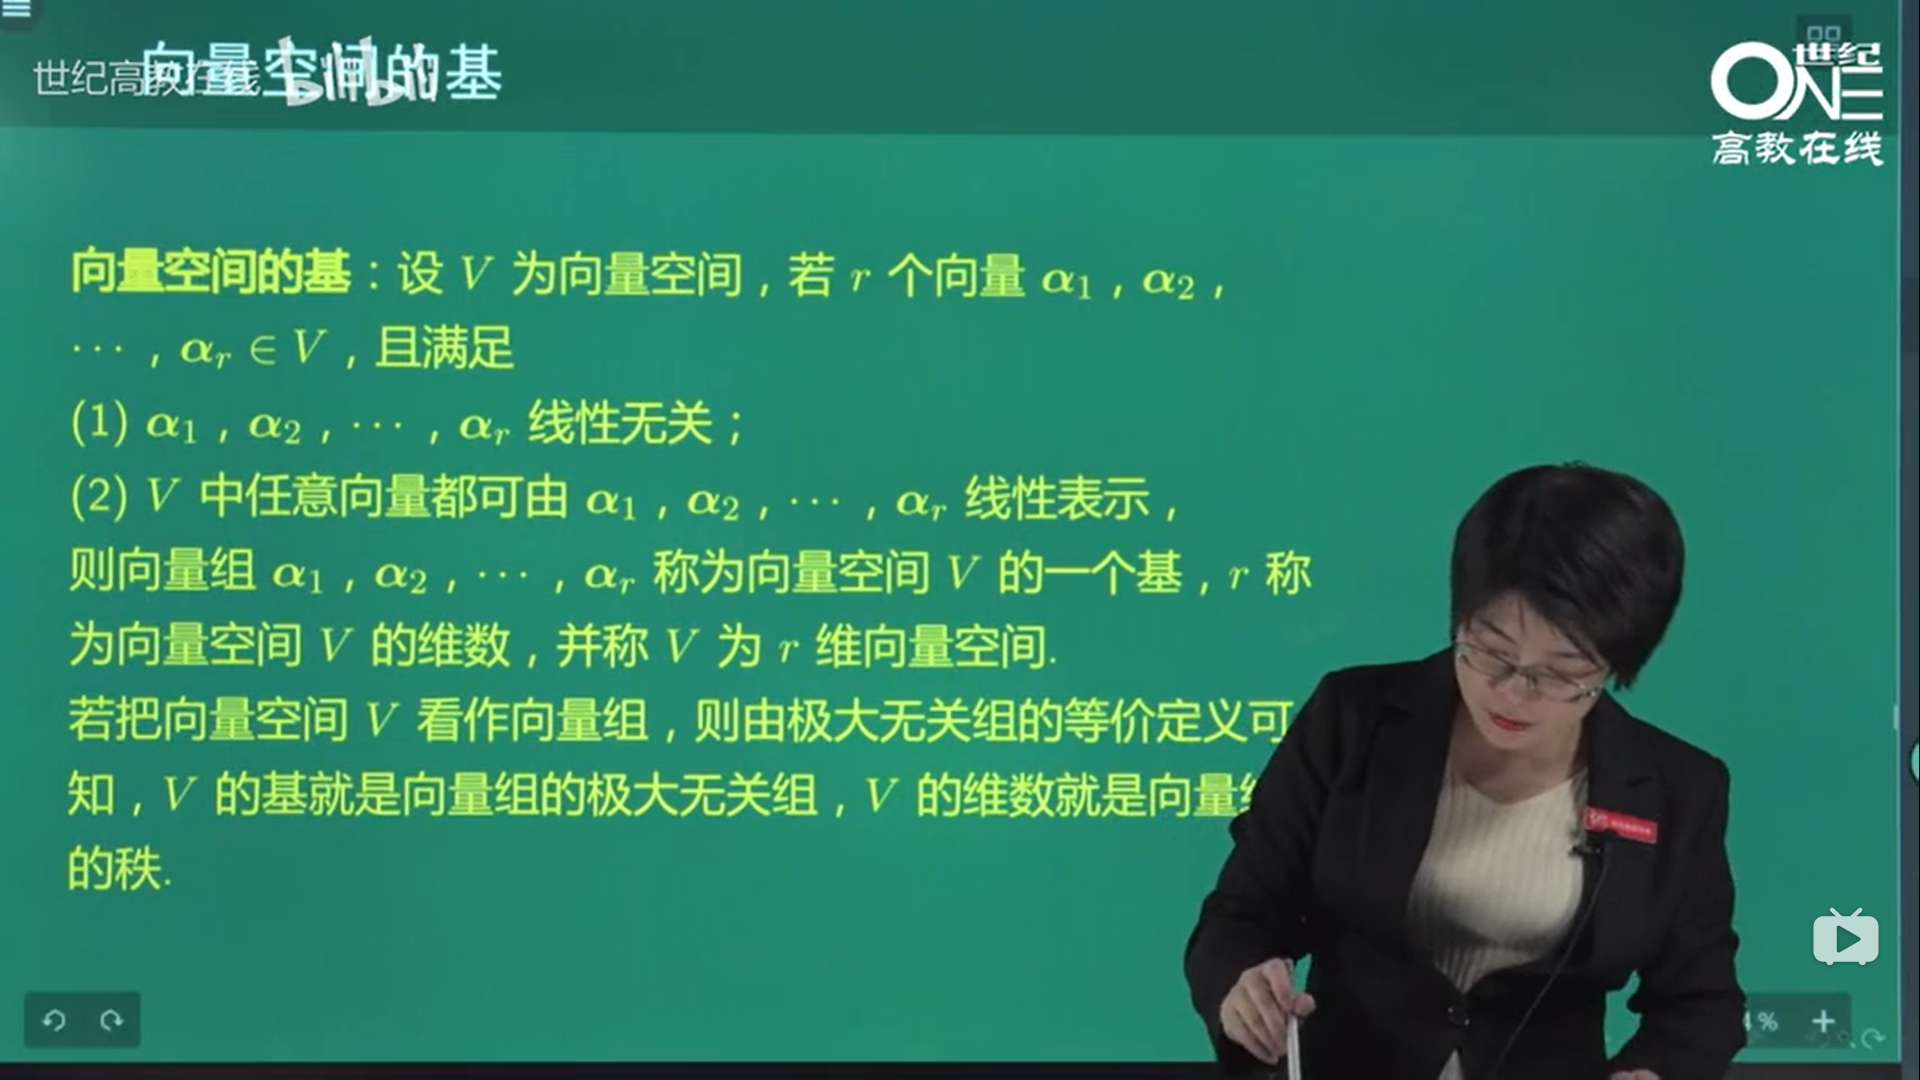 向量空间的基
世纪高教在线
bilibili
世纪
ONE
高教在线
向量空间的基：设 V 为向量空间，若 r 个向量 α₁，α₂，
⋯，αᵣ ∈ V，且满足
(1) α₁，α₂，⋯，αᵣ 线性无关；
(2) V 中任意向量都可由 α₁，α₂，⋯，αᵣ 线性表示，
则向量组 α₁，α₂，⋯，αᵣ 称为向量空间 V 的一个基，r 称
为向量空间 V 的维数，并称 V 为 r 维向量空间.
若把向量空间 V 看作向量组，则由极大无关组的等价定义可
知，V 的基就是向量组的极大无关组，V 的维数就是向量
的秩.